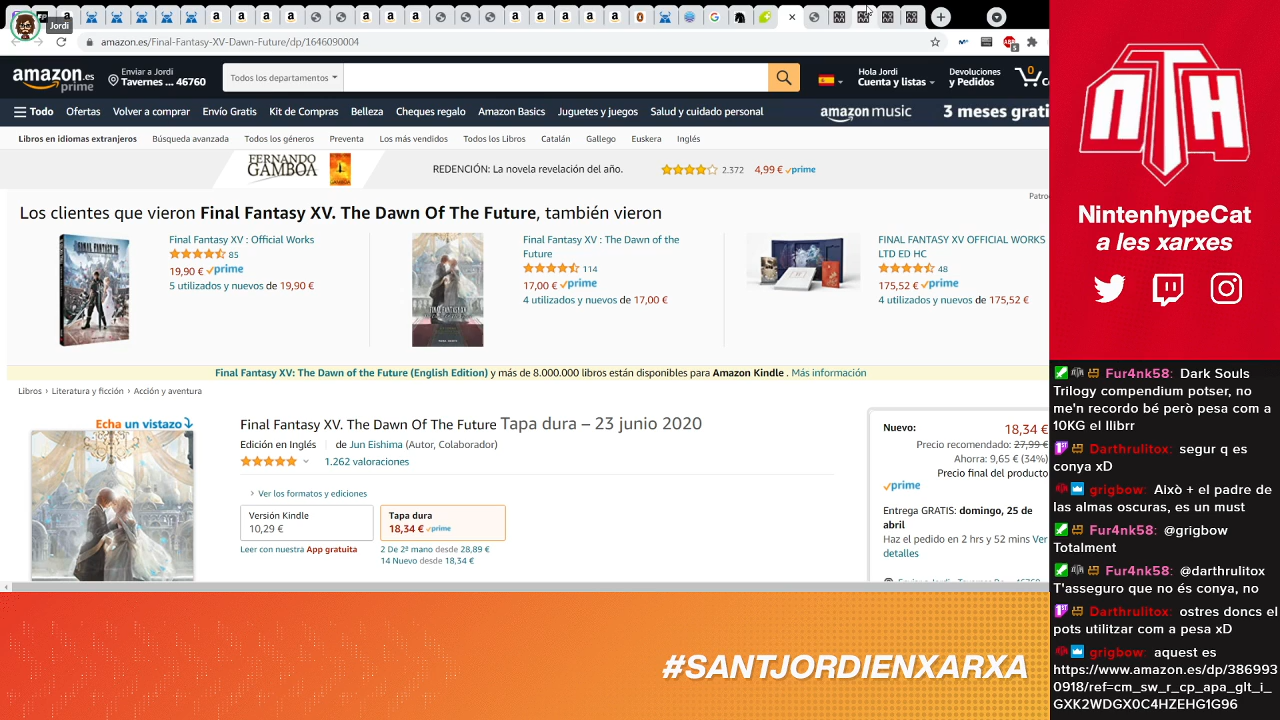 Jordi
amazon.es/Final-Fantasy-XV-Dawn-Future/dp/1646090004
amazon.es
prime
Enviar a Jordi
Tavernes ... 46760
Todos los departamentos
Hola Jordi
Cuenta y listas
Devoluciones
y Pedidos
0
Todo
Ofertas
Volver a comprar
Envío Gratis
Kit de Compras
Belleza
Cheques regalo
Amazon Basics
Juguetes y juegos
Salud y cuidado personal
amazon music
3 meses grati
Libros en idiomas extranjeros
Búsqueda avanzada
Todos los géneros
Preventa
Los más vendidos
Todos los Libros
Catalán
Gallego
Euskera
Inglés
FERNANDO
GAMBOA
REDENCIÓN: La novela revelación del año.
2.372
4,99 € prime
Patro
Los clientes que vieron Final Fantasy XV. The Dawn Of The Future, también vieron
Final Fantasy XV : Official Works
85
19,90 € prime
5 utilizados y nuevos de 19,90 €
Final Fantasy XV : The Dawn of the
Future
114
17,00 € prime
4 utilizados y nuevos de 17,00 €
FINAL FANTASY XV OFFICIAL WORKS
LTD ED HC
48
175,52 € prime
4 utilizados y nuevos de 175,52 €
Final Fantasy XV: The Dawn of the Future (English Edition) y más de 8.000.000 libros están disponibles para Amazon Kindle . Más información
Libros › Literatura y ficción › Acción y aventura
Echa un vistazo
Final Fantasy XV. The Dawn Of The Future Tapa dura – 23 junio 2020
Edición en Inglés
de Jun Eishima (Autor, Colaborador)
1.262 valoraciones
Ver los formatos y ediciones
Versión Kindle
10,29 €
Tapa dura
18,34 € prime
Leer con nuestra App gratuita
2 De 2ª mano desde 28,89 €
14 Nuevo desde 18,34 €
Nuevo:
18,34 €
Precio recomendado: 27,99 €
Ahorra: 9,65 € (34%)
Precio final del producto
prime
Entrega GRATIS: domingo, 25 de
abril
Haz el pedido en 2 hrs y 52 mins Ver
detalles
#SANTJORDIENXARXA
NTH
NintenhypeCat
a les xarxes
Fur4nk58: Dark Souls
Trilogy compendium potser, no
me'n recordo bé però pesa com a
10KG el llibrr
Darthrulitox: segur q es
conya xD
grigbow: Això + el padre de
las almas oscuras, es un must
Fur4nk58: @grigbow
Totalment
Fur4nk58: @darthrulitox
T'asseguro que no és conya, no
Darthrulitox: ostres doncs el
pots utilitzar com a pesa xD
grigbow: aquest es
https://www.amazon.es/dp/386993
0918/ref=cm_sw_r_cp_apa_glt_i_
GXK2WDGX0C4HZEHG1G96